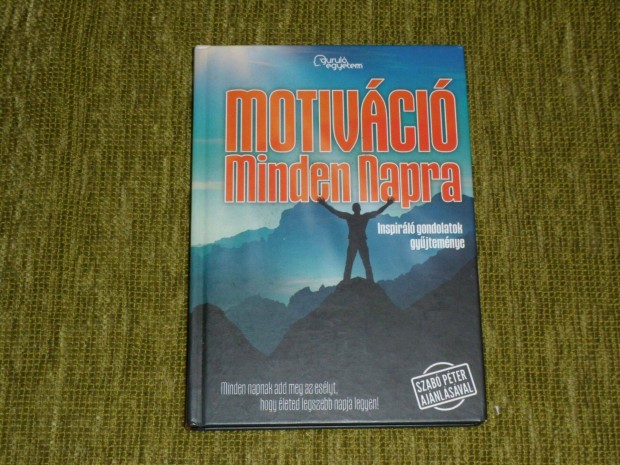 guruló
egyetem
MOTIVÁCIÓ
Minden Napra
Inspiráló gondolatok
gyűjteménye
Minden napnak add meg az esélyt,
hogy életed legszebb napja legyen!
SZABÓ PÉTER
AJÁNLÁSÁVAL